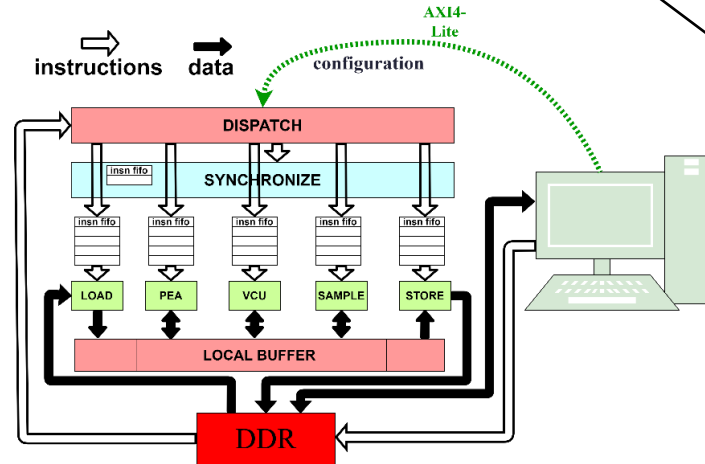 AXI4-
Lite
instructions data
configuration
DISPATCH
insn fifo
SYNCHRONIZE
insn fifo insn fifo insn fifo insn fifo insn fifo
LOAD PEA VCU SAMPLE STORE
LOCAL BUFFER
DDR